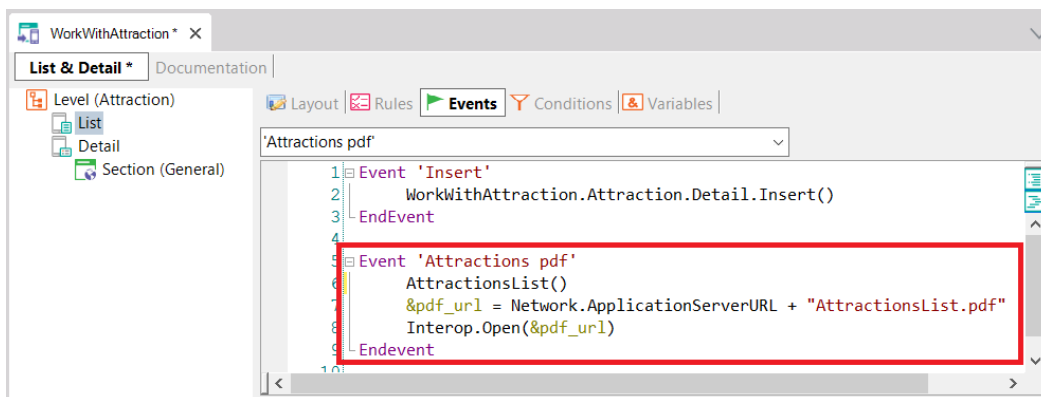 WorkWithAttraction *
List & Detail * Documentation
Level (Attraction)
List
Detail
Section (General)
Layout Rules Events Conditions & Variables
'Attractions pdf'
1 Event 'Insert'
2 WorkWithAttraction.Attraction.Detail.Insert()
3 EndEvent
4
5 Event 'Attractions pdf'
6 AttractionsList()
7 &pdf_url = Network.ApplicationServerURL + "AttractionsList.pdf"
8 Interop.Open(&pdf_url)
9 Endevent
10